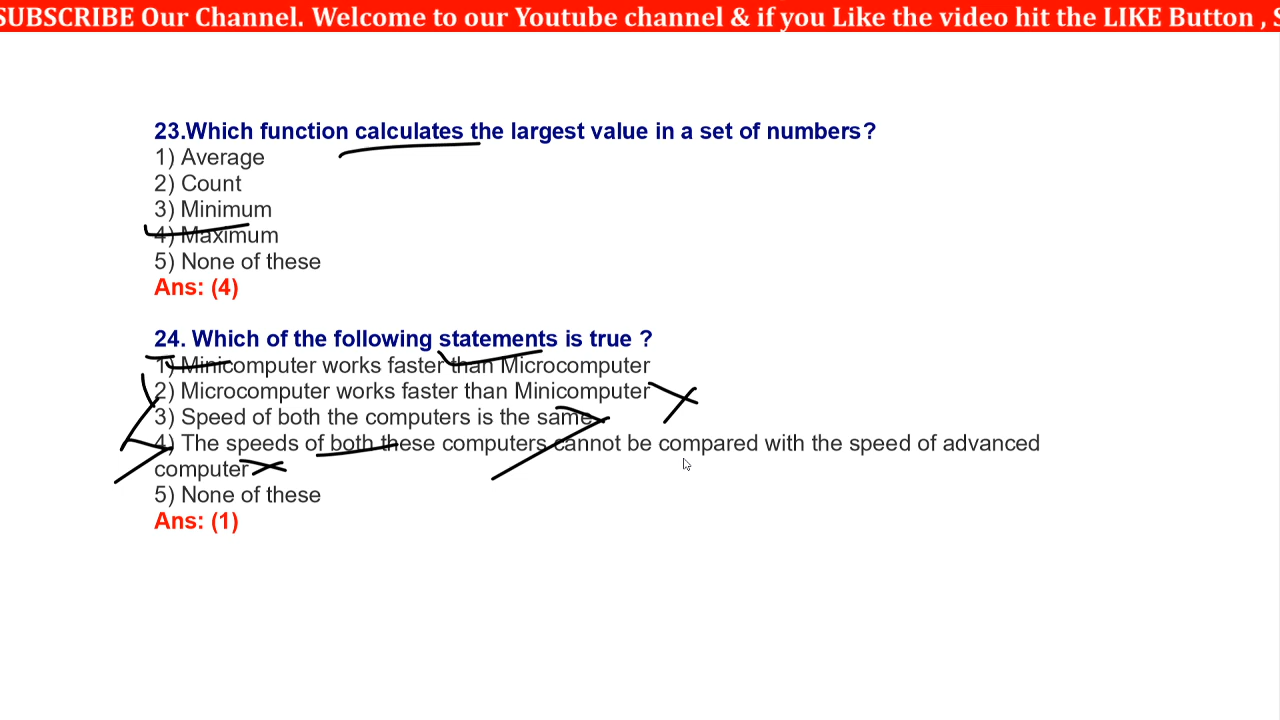 SUBSCRIBE Our Channel. Welcome to our Youtube channel & if you Like the video hit the LIKE Button , S
23.Which function calculates the largest value in a set of numbers?
1) Average
2) Count
3) Minimum
4) Maximum
5) None of these
Ans: (4)
24. Which of the following statements is true ?
1) Minicomputer works faster than Microcomputer
2) Microcomputer works faster than Minicomputer
3) Speed of both the computers is the same
4) The speeds of both these computers cannot be compared with the speed of advanced
computer
5) None of these
Ans: (1)